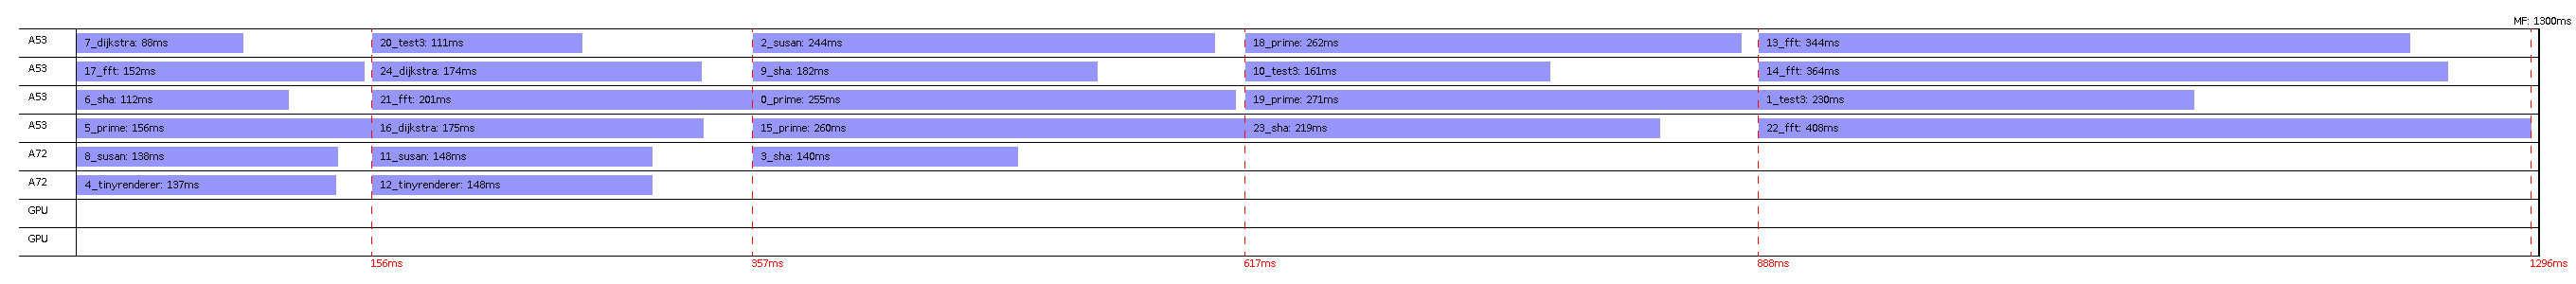 MF: 1300ms
A53 7_dijkstra: 88ms 20_test3: 111ms 2_susan: 244ms 18_prime: 262ms 13_fft: 344ms
A53 17_fft: 152ms 24_dijkstra: 174ms 9_sha: 182ms 10_test3: 161ms 14_fft: 364ms
A53 6_sha: 112ms 21_fft: 201ms 0_prime: 255ms 19_prime: 271ms 1_test3: 230ms
A53 5_prime: 156ms 16_dijkstra: 175ms 15_prime: 260ms 23_sha: 219ms 22_fft: 408ms
A72 8_susan: 138ms 11_susan: 148ms 3_sha: 140ms
A72 4_tinyrenderer: 137ms 12_tinyrenderer: 148ms
GPU
GPU
156ms 357ms 617ms 888ms 1296ms